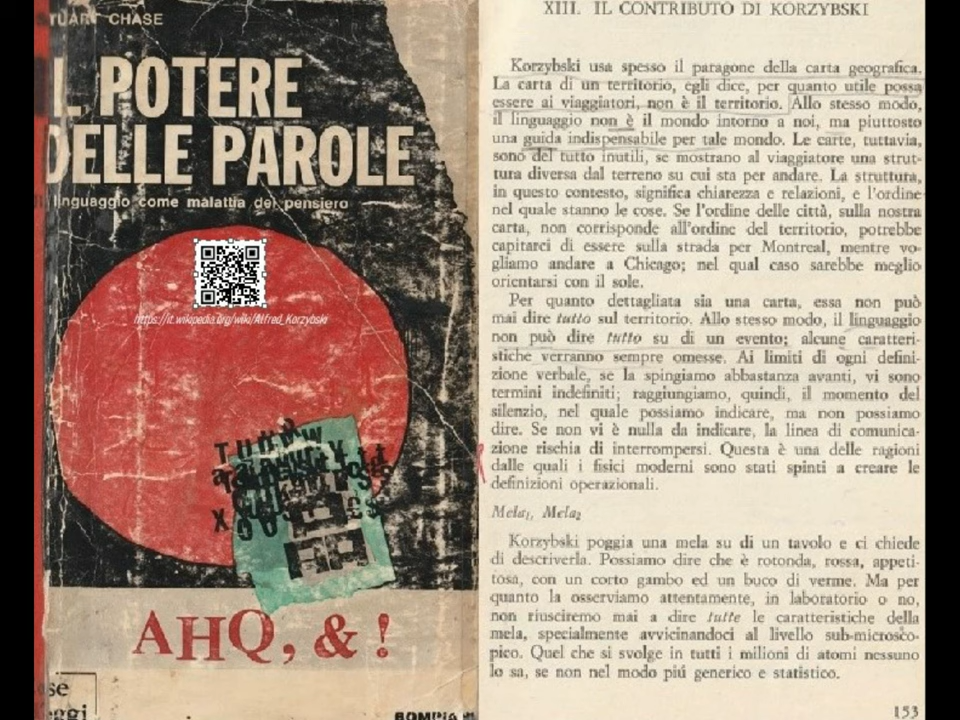 STUART CHASE
IL POTERE
DELLE PAROLE
linguaggio come malattia del pensiero
https://it.wikipedia.org/wiki/Alfred_Korzybski
AHQ, & !
BOMPIA
XIII. IL CONTRIBUTO DI KORZYBSKI
Korzybski usa spesso il paragone della carta geografica.
La carta di un territorio, egli dice, per quanto utile possa
essere ai viaggiatori, non è il territorio. Allo stesso modo,
il linguaggio non è il mondo intorno a noi, ma piuttosto
una guida indispensabile per tale mondo. Le carte, tuttavia,
sono del tutto inutili, se mostrano al viaggiatore una strut-
tura diversa dal terreno su cui sta per andare. La struttura,
in questo contesto, significa chiarezza e relazioni, e l'ordine
nel quale stanno le cose. Se l'ordine delle città, sulla nostra
carta, non corrisponde all'ordine del territorio, potrebbe
capitarci di essere sulla strada per Montreal, mentre vo-
gliamo andare a Chicago; nel qual caso sarebbe meglio
orientarsi con il sole.
Per quanto dettagliata sia una carta, essa non può
mai dire tutto sul territorio. Allo stesso modo, il linguaggio
non può dire tutto su di un evento; alcune caratteri-
stiche verranno sempre omesse. Ai limiti di ogni defini-
zione verbale, se la spingiamo abbastanza avanti, vi sono
termini indefiniti; raggiungiamo, quindi, il momento del
silenzio, nel quale possiamo indicare, ma non possiamo
dire. Se non vi è nulla da indicare, la linea di comunica-
zione rischia di interrompersi. Questa è una delle ragioni
dalle quali i fisici moderni sono stati spinti a creare le
definizioni operazionali.
Mela₁, Mela₂
Korzybski poggia una mela su di un tavolo e ci chiede
di descriverla. Possiamo dire che è rotonda, rossa, appeti-
tosa, con un corto gambo ed un buco di verme. Ma per
quanto la osserviamo attentamente, in laboratorio o no,
non riusciremo mai a dire tutte le caratteristiche della
mela, specialmente avvicinandoci al livello sub-microsco-
pico. Quel che si svolge in tutti i milioni di atomi nessuno
lo sa, se non nel modo piú generico e statistico.
153